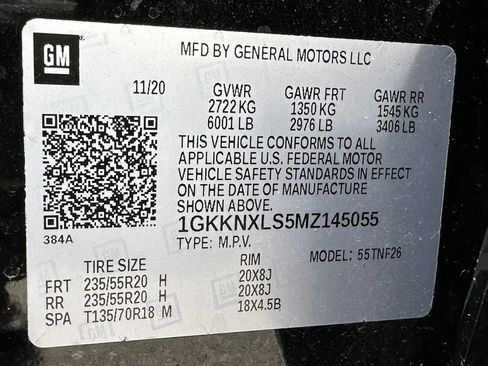 GM
MFD BY GENERAL MOTORS LLC
11/20 GVWR GAWR FRT GAWR RR
2722 KG 1350 KG 1545 KG
6001 LB 2976 LB 3406 LB
THIS VEHICLE CONFORMS TO ALL
APPLICABLE U.S. FEDERAL MOTOR
VEHICLE SAFETY STANDARDS IN EFFECT
ON THE DATE OF MANUFACTURE
SHOWN ABOVE.
384A
1GKKNXLS5MZ145055
TYPE: M.P.V. MODEL: 55TNF26
TIRE SIZE RIM
FRT 235/55R20 H 20X8J
RR 235/55R20 H 20X8J
SPA T135/70R18 M 18X4.5B